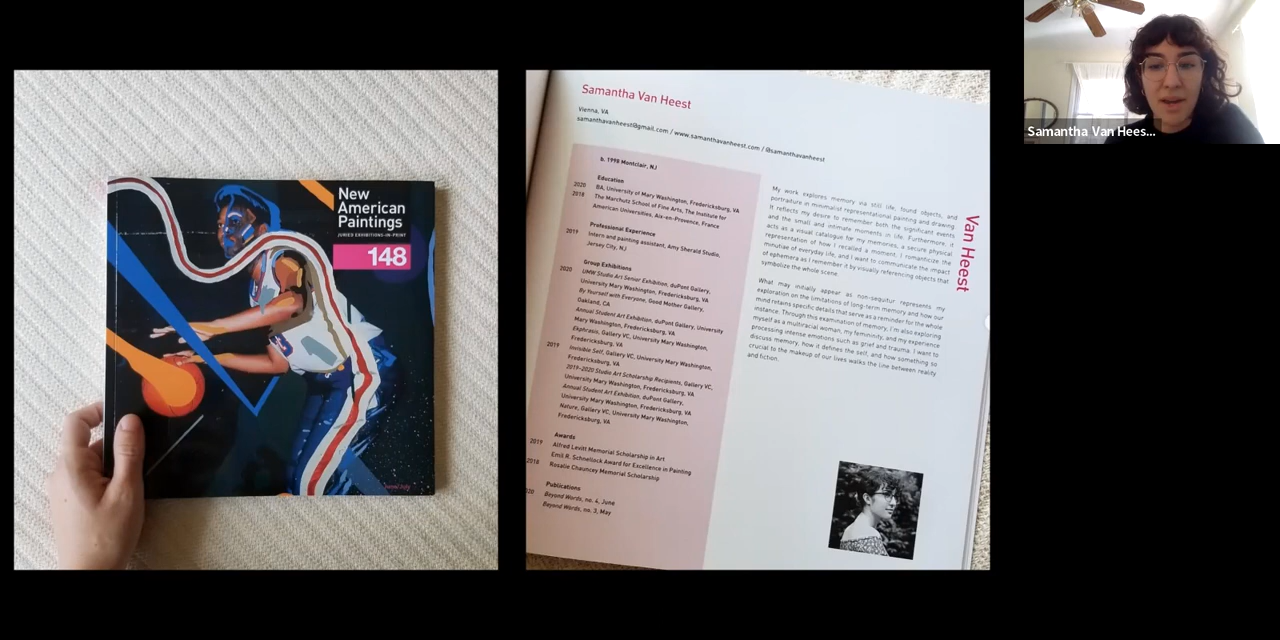 New
American
Paintings
JURIED EXHIBITIONS-IN-PRINT
148
Samantha Van Heest
Vienna, VA
samanthavanheest@gmail.com / www.samanthavanheest.com / @samanthavanheest
b. 1998 Montclair, NJ
Education
2020 BA, University of Mary Washington, Fredericksburg, VA
2018 The Marchutz School of Fine Arts, The Institute for
American Universities, Aix-en-Provence, France
Professional Experience
2019 Intern and painting assistant, Amy Sherald Studio,
Jersey City, NJ
Group Exhibitions
2020 UMW Studio Art Senior Exhibition, duPont Gallery,
University Mary Washington, Fredericksburg, VA
By Yourself with Everyone, Good Mother Gallery,
Oakland, CA
Annual Student Art Exhibition, duPont Gallery, University
Mary Washington, Fredericksburg, VA
Ekphrasis, Gallery VC, University Mary Washington,
Fredericksburg, VA
2019 Invisible Self, Gallery VC, University Mary Washington,
Fredericksburg, VA
2019-2020 Studio Art Scholarship Recipients, Gallery VC,
University Mary Washington, Fredericksburg, VA
Annual Student Art Exhibition, duPont Gallery,
University Mary Washington, Fredericksburg, VA
Nature, Gallery VC, University Mary Washington,
Fredericksburg, VA
Awards
2019 Alfred Levitt Memorial Scholarship in Art
Emil R. Schnellock Award for Excellence in Painting
2018 Rosalie Chauncey Memorial Scholarship
Publications
20 Beyond Words, no. 4, June
Beyond Words, no. 3, May
My work explores memory via still life, found objects, and
portraiture in minimalist representational painting and drawing.
It reflects my desire to remember both the significant events
and the small and intimate moments in life. Furthermore, it
acts as a visual catalogue for my memories, a secure physical
representation of how I recalled a moment. I romanticize the
minutiae of everyday life, and I want to communicate the impact
of ephemera as I remember it by visually referencing objects that
symbolize the whole scene.
What may initially appear as non-sequitur represents my
exploration on the limitations of long-term memory and how our
mind retains specific details that serve as a reminder for the whole
instance. Through this examination of memory, I'm also exploring
myself as a multiracial woman, my femininity, and my experience
processing intense emotions such as grief and trauma. I want to
discuss memory, how it defines the self, and how something so
crucial to the makeup of our lives walks the line between reality
and fiction.
Van Heest
Samantha Van Hees...